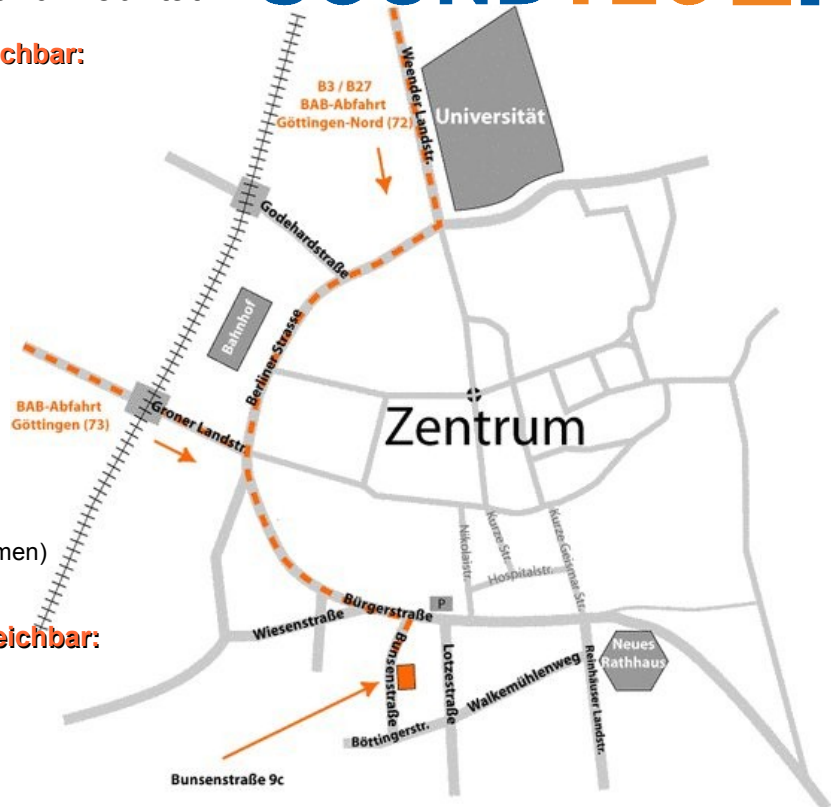 chbar:
B3 / B27
BAB-Abfahrt
Göttingen-Nord (72)
Weender Landstr.
Universität
Godehardstraße
Bahnhof
Berliner Strasse
BAB-Abfahrt
Göttingen (73)
Groner Landstr.
Zentrum
Nikolaistr.
Kurze Str.
Kurze-Geismar Str.
Hospitalstr.
men)
Bürgerstraße
P
Wiesenstraße
eichbar:
Bunsenstraße
Lotzestraße
Walkemühlenweg
Reinhäuser Landstr.
Neues
Rathhaus
Böttingerstr.
Bunsenstraße 9c